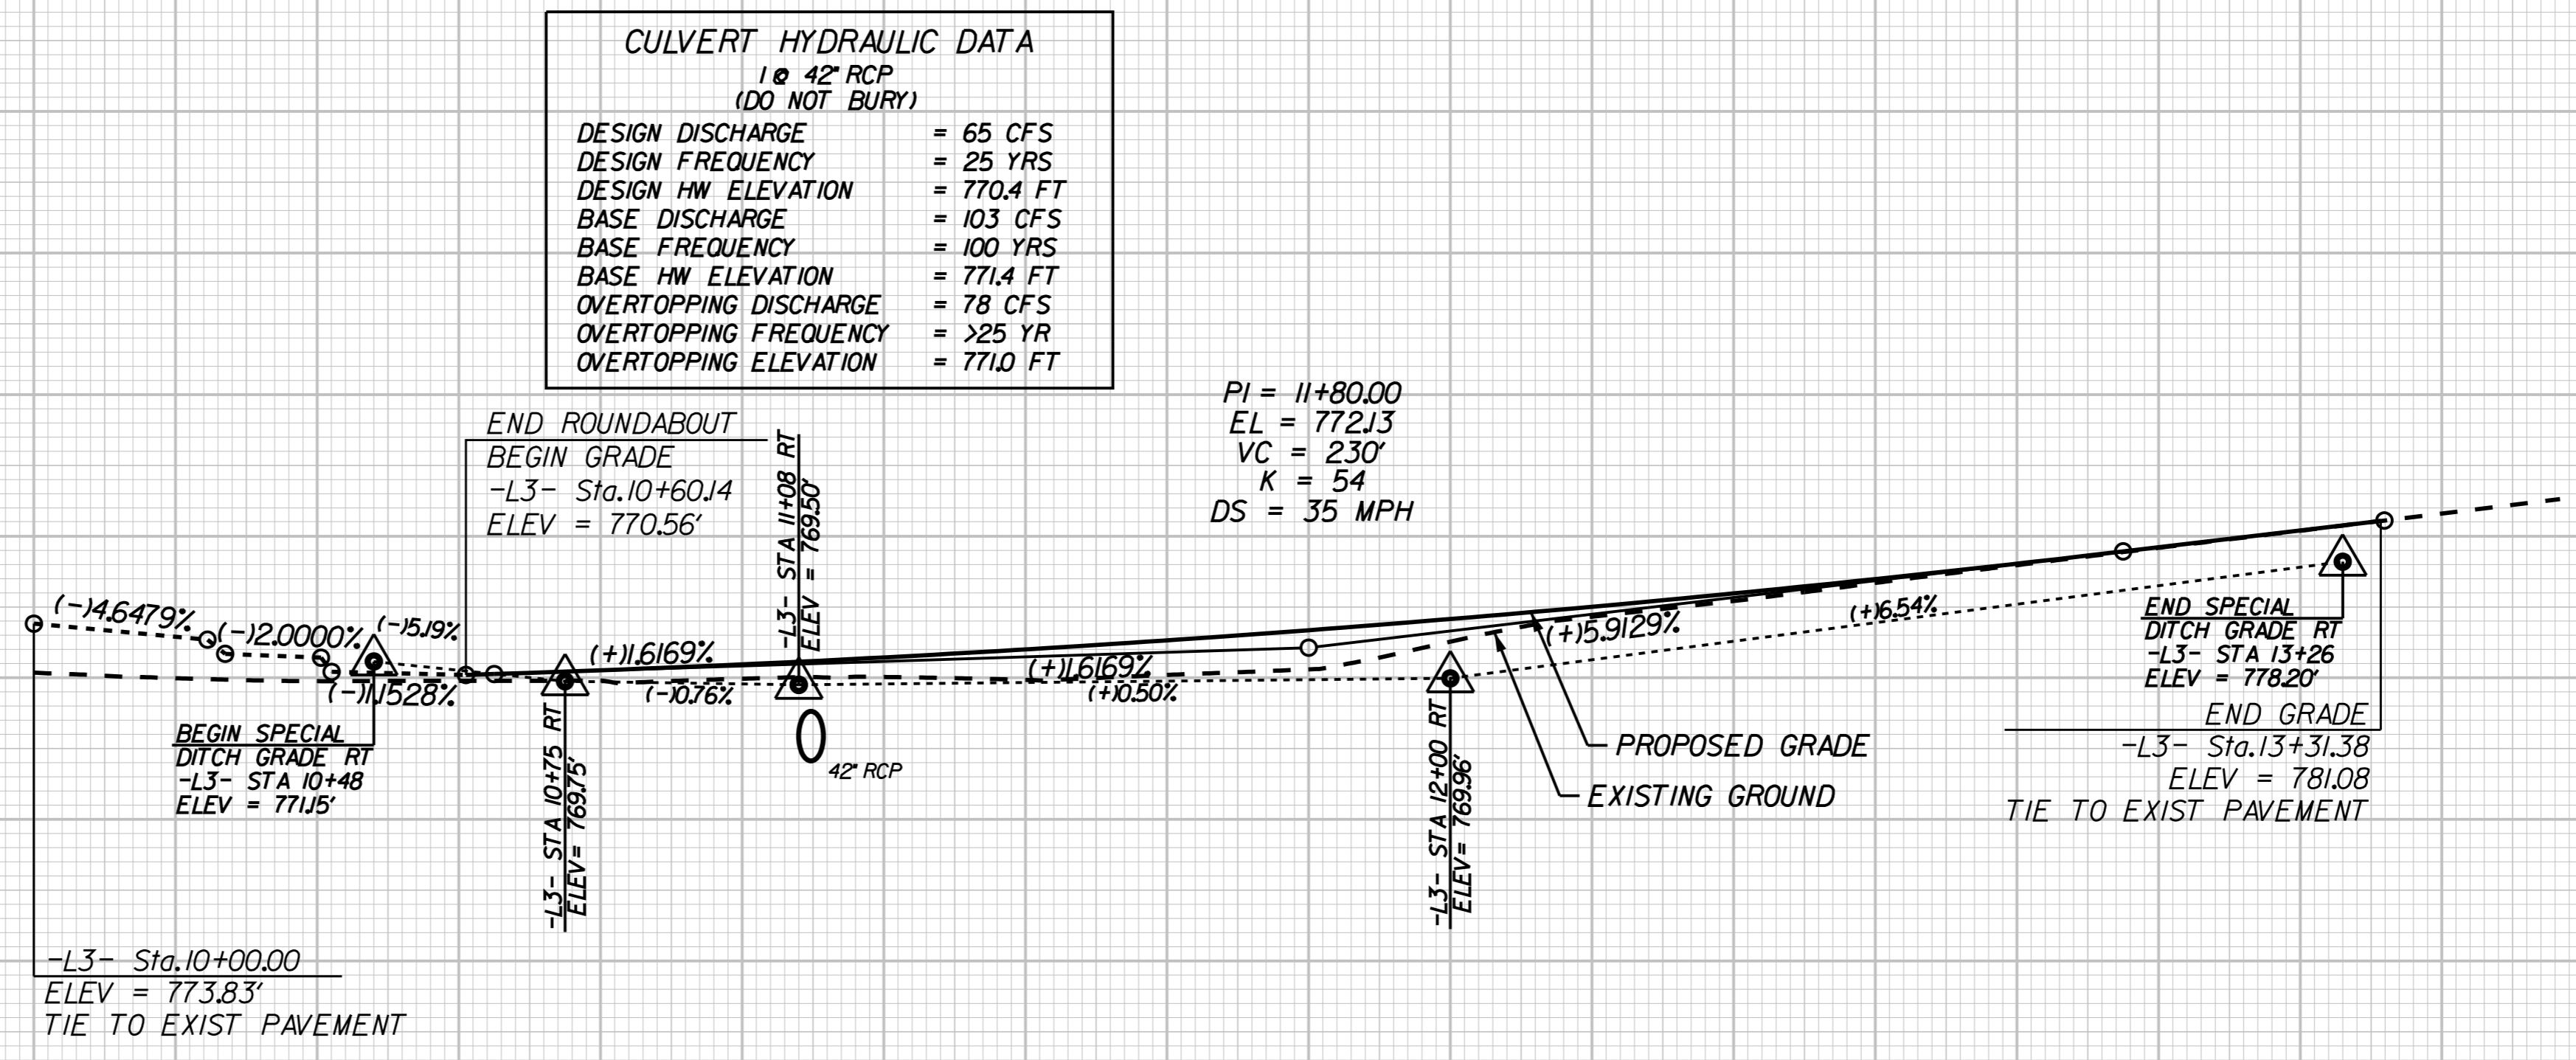 CULVERT HYDRAULIC DATA
1 @ 42" RCP
(DO NOT BURY)
DESIGN DISCHARGE = 65 CFS
DESIGN FREQUENCY = 25 YRS
DESIGN HW ELEVATION = 770.4 FT
BASE DISCHARGE = 103 CFS
BASE FREQUENCY = 100 YRS
BASE HW ELEVATION = 771.4 FT
OVERTOPPING DISCHARGE = 78 CFS
OVERTOPPING FREQUENCY = >25 YR
OVERTOPPING ELEVATION = 771.0 FT
PI = 11+80.00
EL = 772.13
VC = 230'
K = 54
DS = 35 MPH
END ROUNDABOUT
BEGIN GRADE
-L3- Sta.10+60.14
ELEV = 770.56'
-L3- STA 11+08 RT
ELEV = 769.50'
(-)4.6479%
(-)2.0000%
(-)5.19%
(-)1.1528%
(+)1.6169%
(-)0.76%
(+)1.6169%
(+)0.50%
(+)5.9129%
(+)6.54%
BEGIN SPECIAL
DITCH GRADE RT
-L3- STA 10+48
ELEV = 771.15'
-L3- STA 10+75 RT
ELEV= 769.75'
42" RCP
-L3- STA 12+00 RT
ELEV= 769.96'
PROPOSED GRADE
EXISTING GROUND
END SPECIAL
DITCH GRADE RT
-L3- STA 13+26
ELEV = 778.20'
END GRADE
-L3- Sta.13+31.38
ELEV = 781.08
TIE TO EXIST PAVEMENT
-L3- Sta.10+00.00
ELEV = 773.83'
TIE TO EXIST PAVEMENT